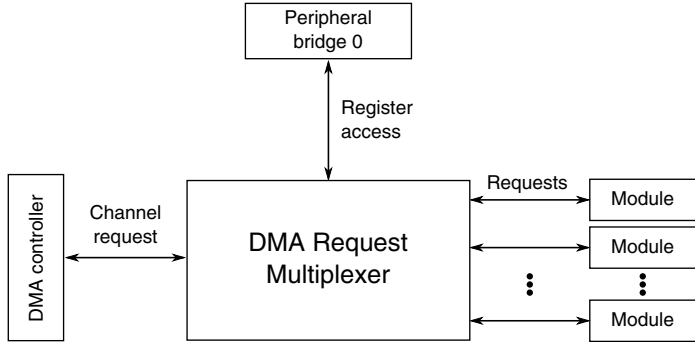 Peripheral
bridge 0
Register
access
Requests
Module
DMA controller
Channel
request
DMA Request
Multiplexer
Module
Module